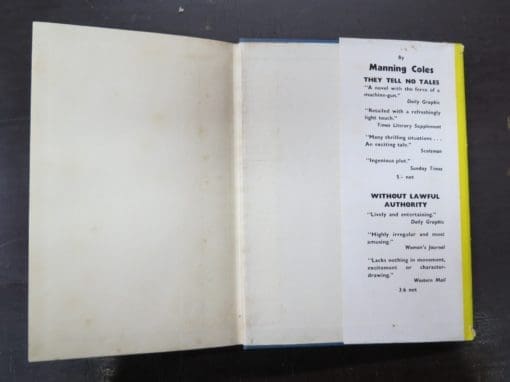 By
Manning Coles
THEY TELL NO TALES
"A novel with the force of a
machine-gun."
Daily Graphic
"Retailed with a refreshingly
light touch."
Times Literary Supplement
"Many thrilling situations . . .
An exciting tale."
Scotsman
"Ingenious plot."
Sunday Times
5/- net
WITHOUT LAWFUL
AUTHORITY
"Lively and entertaining."
Daily Graphic
"Highly irregular and most
amusing."
Women's Journal
"Lacks nothing in movement,
excitement or character-
drawing."
Western Mail
3/6 net